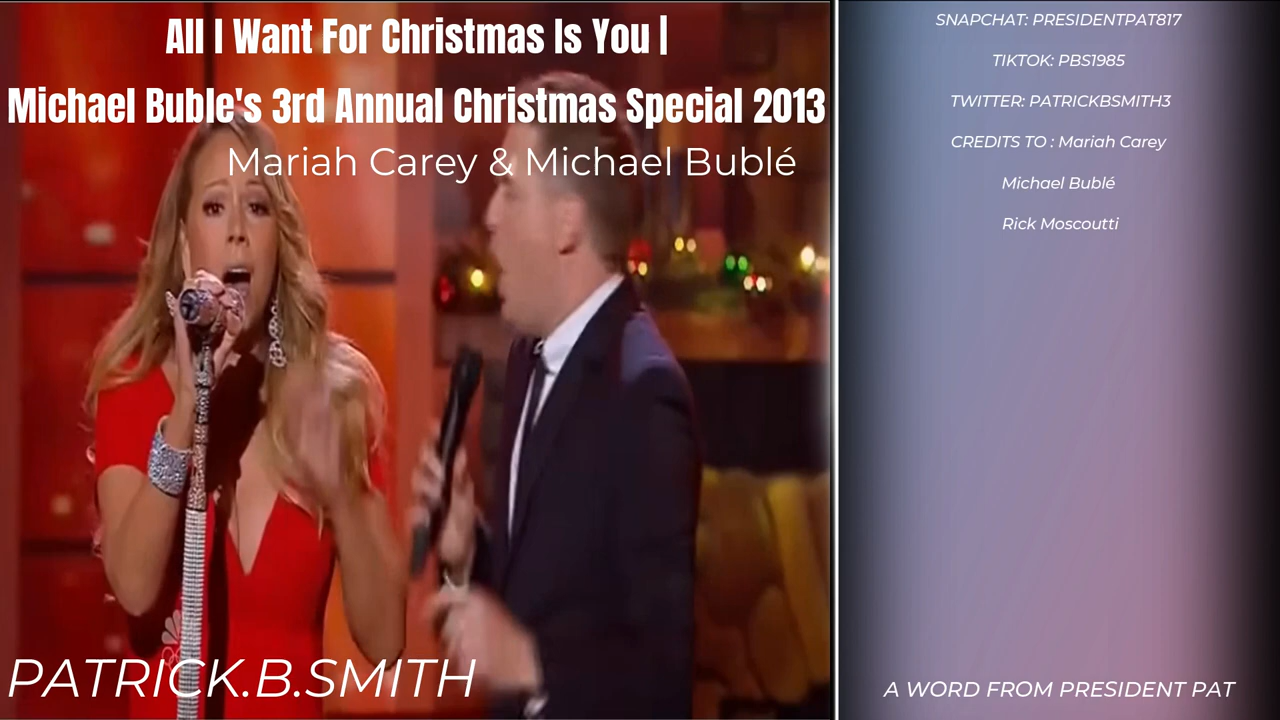 All I Want For Christmas Is You |
Michael Buble's 3rd Annual Christmas Special 2013
Mariah Carey & Michael Bublé
PATRICK.B.SMITH
SNAPCHAT: PRESIDENTPAT817
TIKTOK: PBS1985
TWITTER: PATRICKBSMITH3
CREDITS TO : Mariah Carey
Michael Bublé
Rick Moscoutti
A WORD FROM PRESIDENT PAT